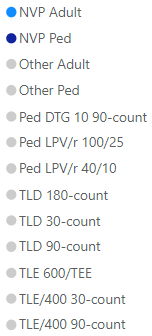 NVP Adult
NVP Ped
Other Adult
Other Ped
Ped DTG 10 90-count
Ped LPV/r 100/25
Ped LPV/r 40/10
TLD 180-count
TLD 30-count
TLD 90-count
TLE 600/TEE
TLE/400 30-count
TLE/400 90-count